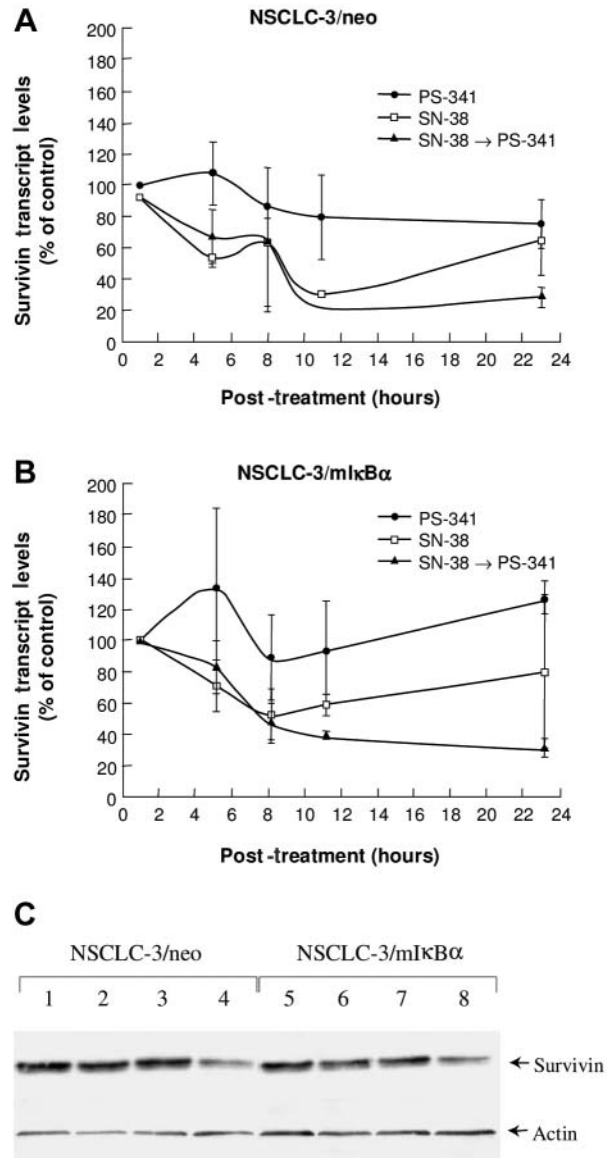 A
NSCLC-3/neo
200
180
160
140
120
100
80
60
40
20
0
Survivin transcript levels
(% of control)
PS-341
SN-38
SN-38 → PS-341
0 2 4 6 8 10 12 14 16 18 20 22 24
Post-treatment (hours)
B
NSCLC-3/mIκBα
200
180
160
140
120
100
80
60
40
20
0
Survivin transcript levels
(% of control)
PS-341
SN-38
SN-38 → PS-341
0 2 4 6 8 10 12 14 16 18 20 22 24
Post-treatment (hours)
C
NSCLC-3/neo NSCLC-3/mIκBα
1 2 3 4 5 6 7 8
← Survivin
← Actin